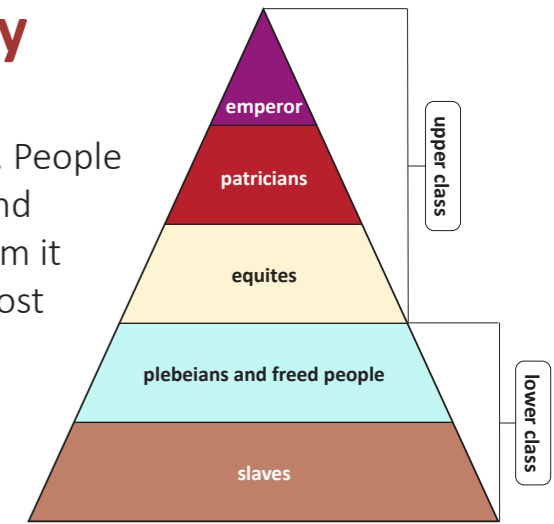 y
. People
nd
m it
ost
emperor
patricians
equites
plebeians and freed people
slaves
upper class
lower class